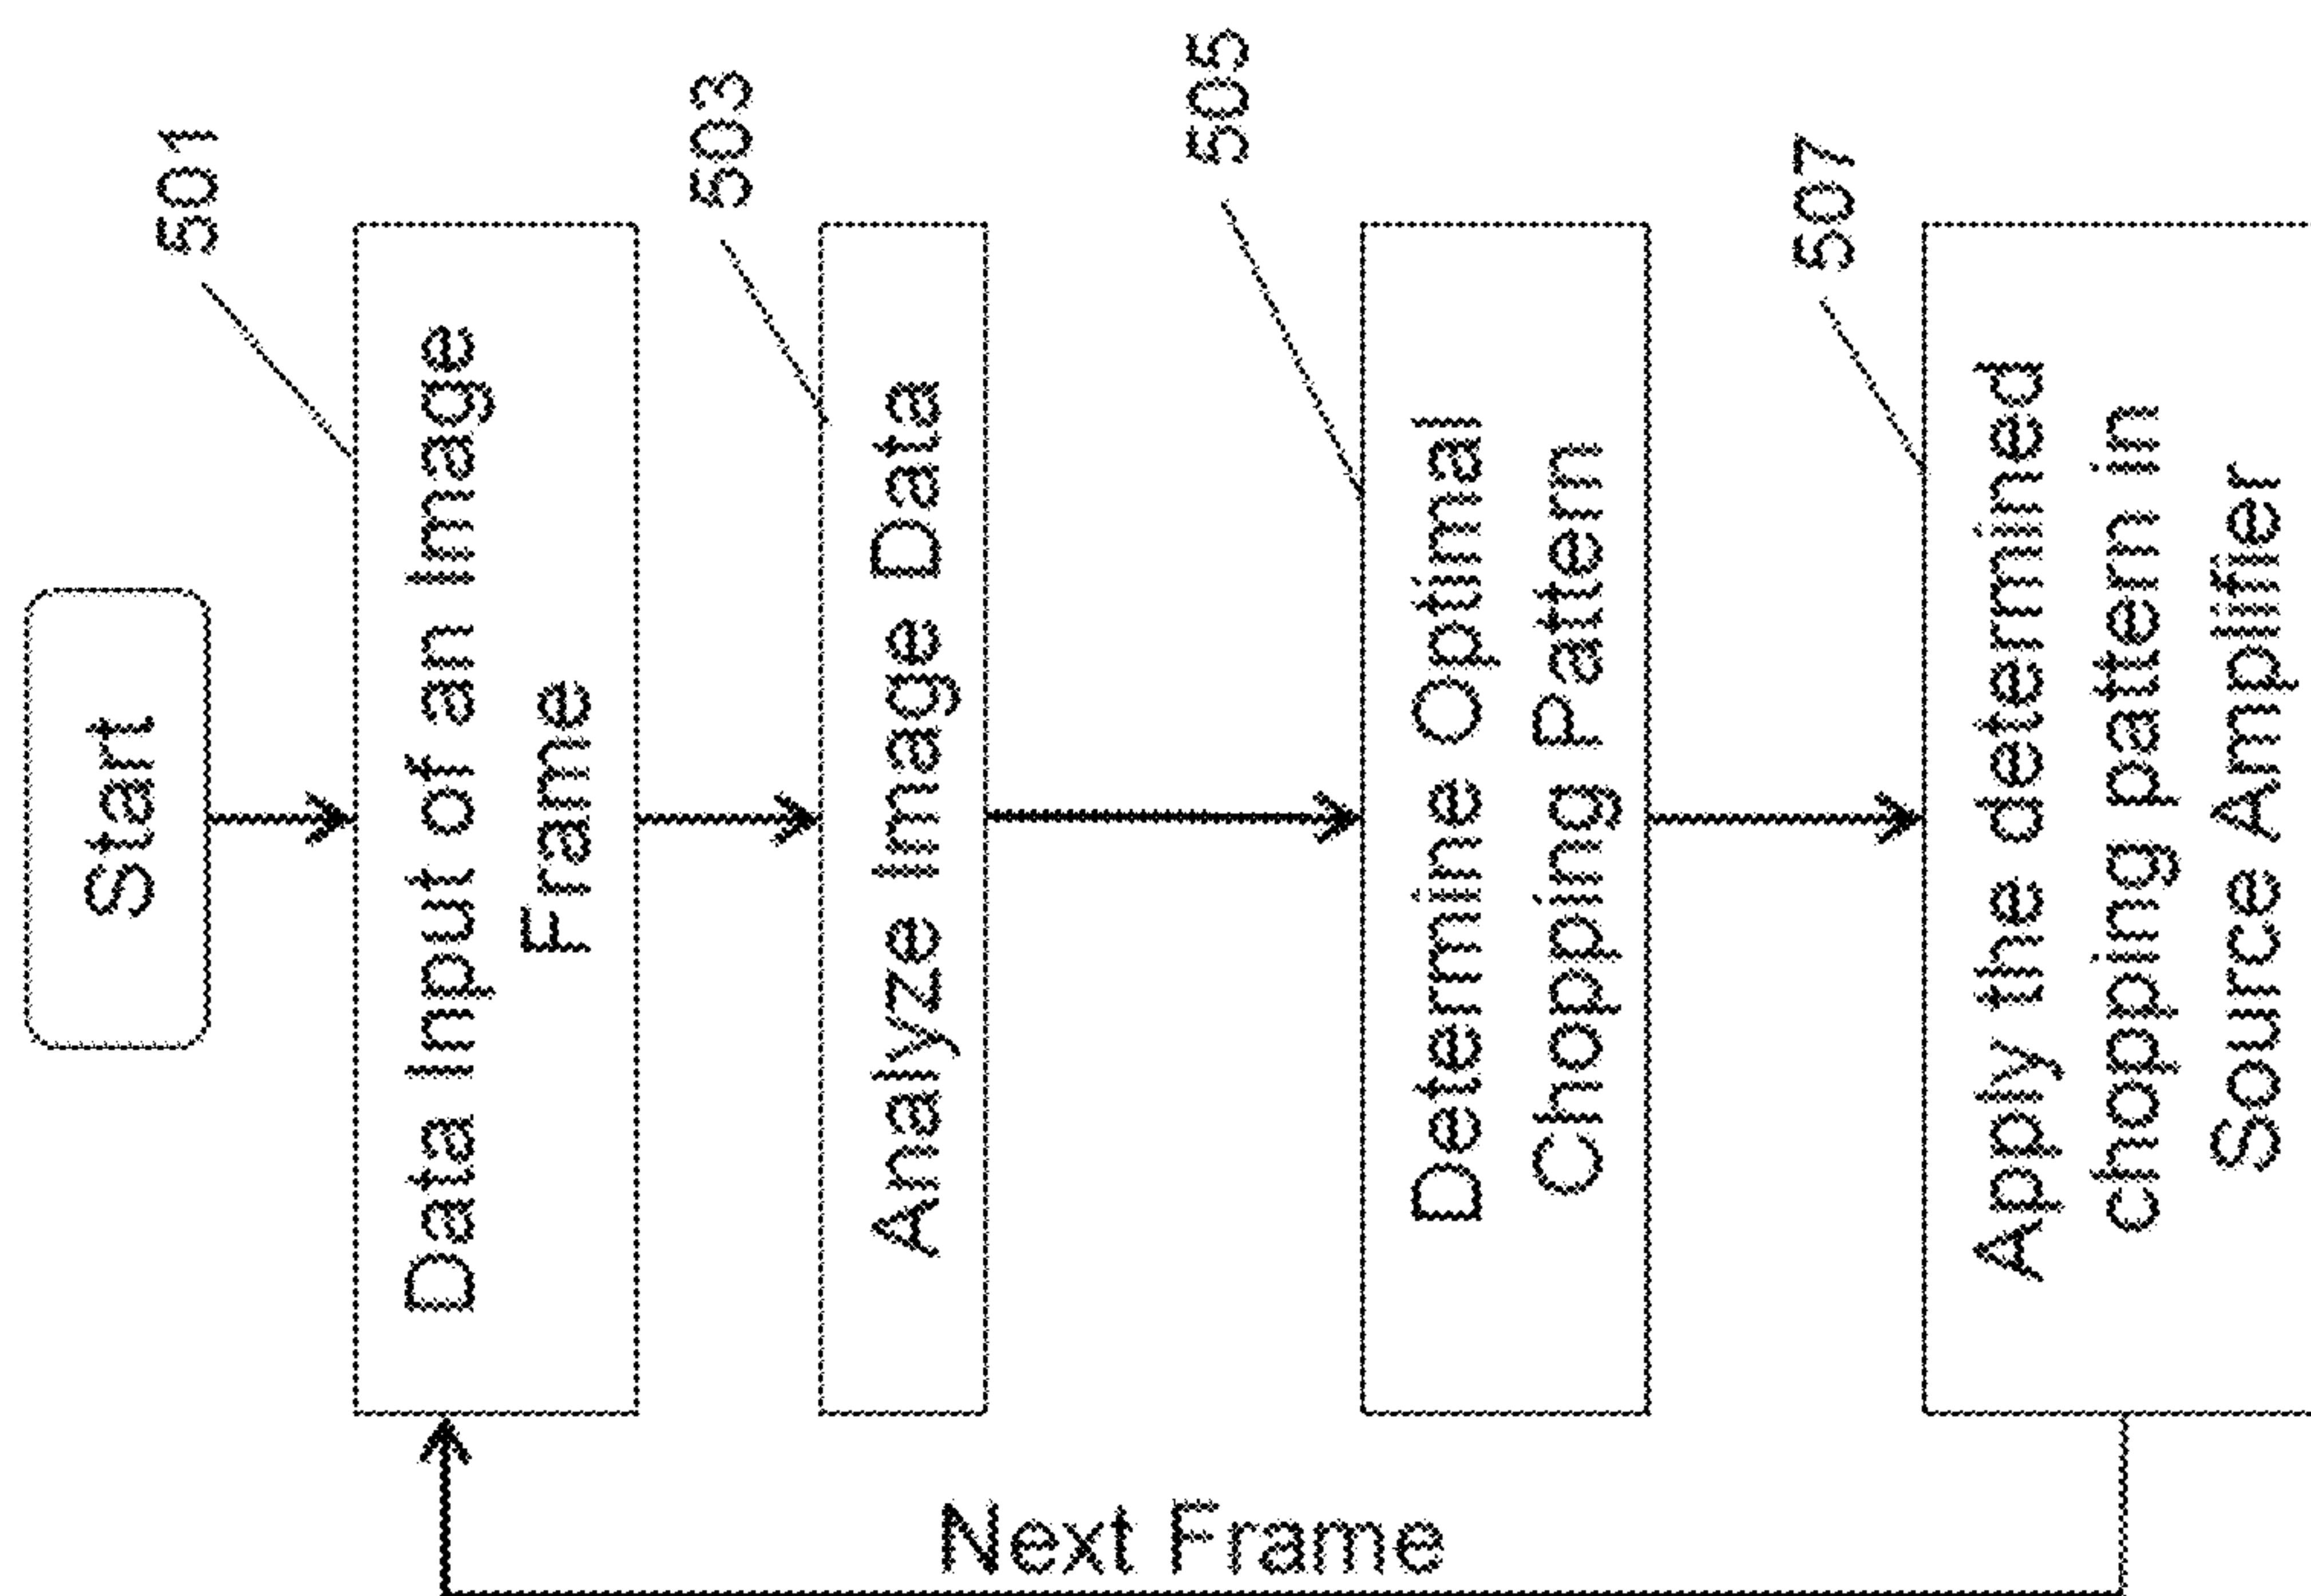 Start
501
Data Input of an Image
Frame
503
Analyze Image Data
505
Determine Optimal
Chopping Pattern
507
Apply the determined
chopping pattern in
Source Amplifier
Next Frame